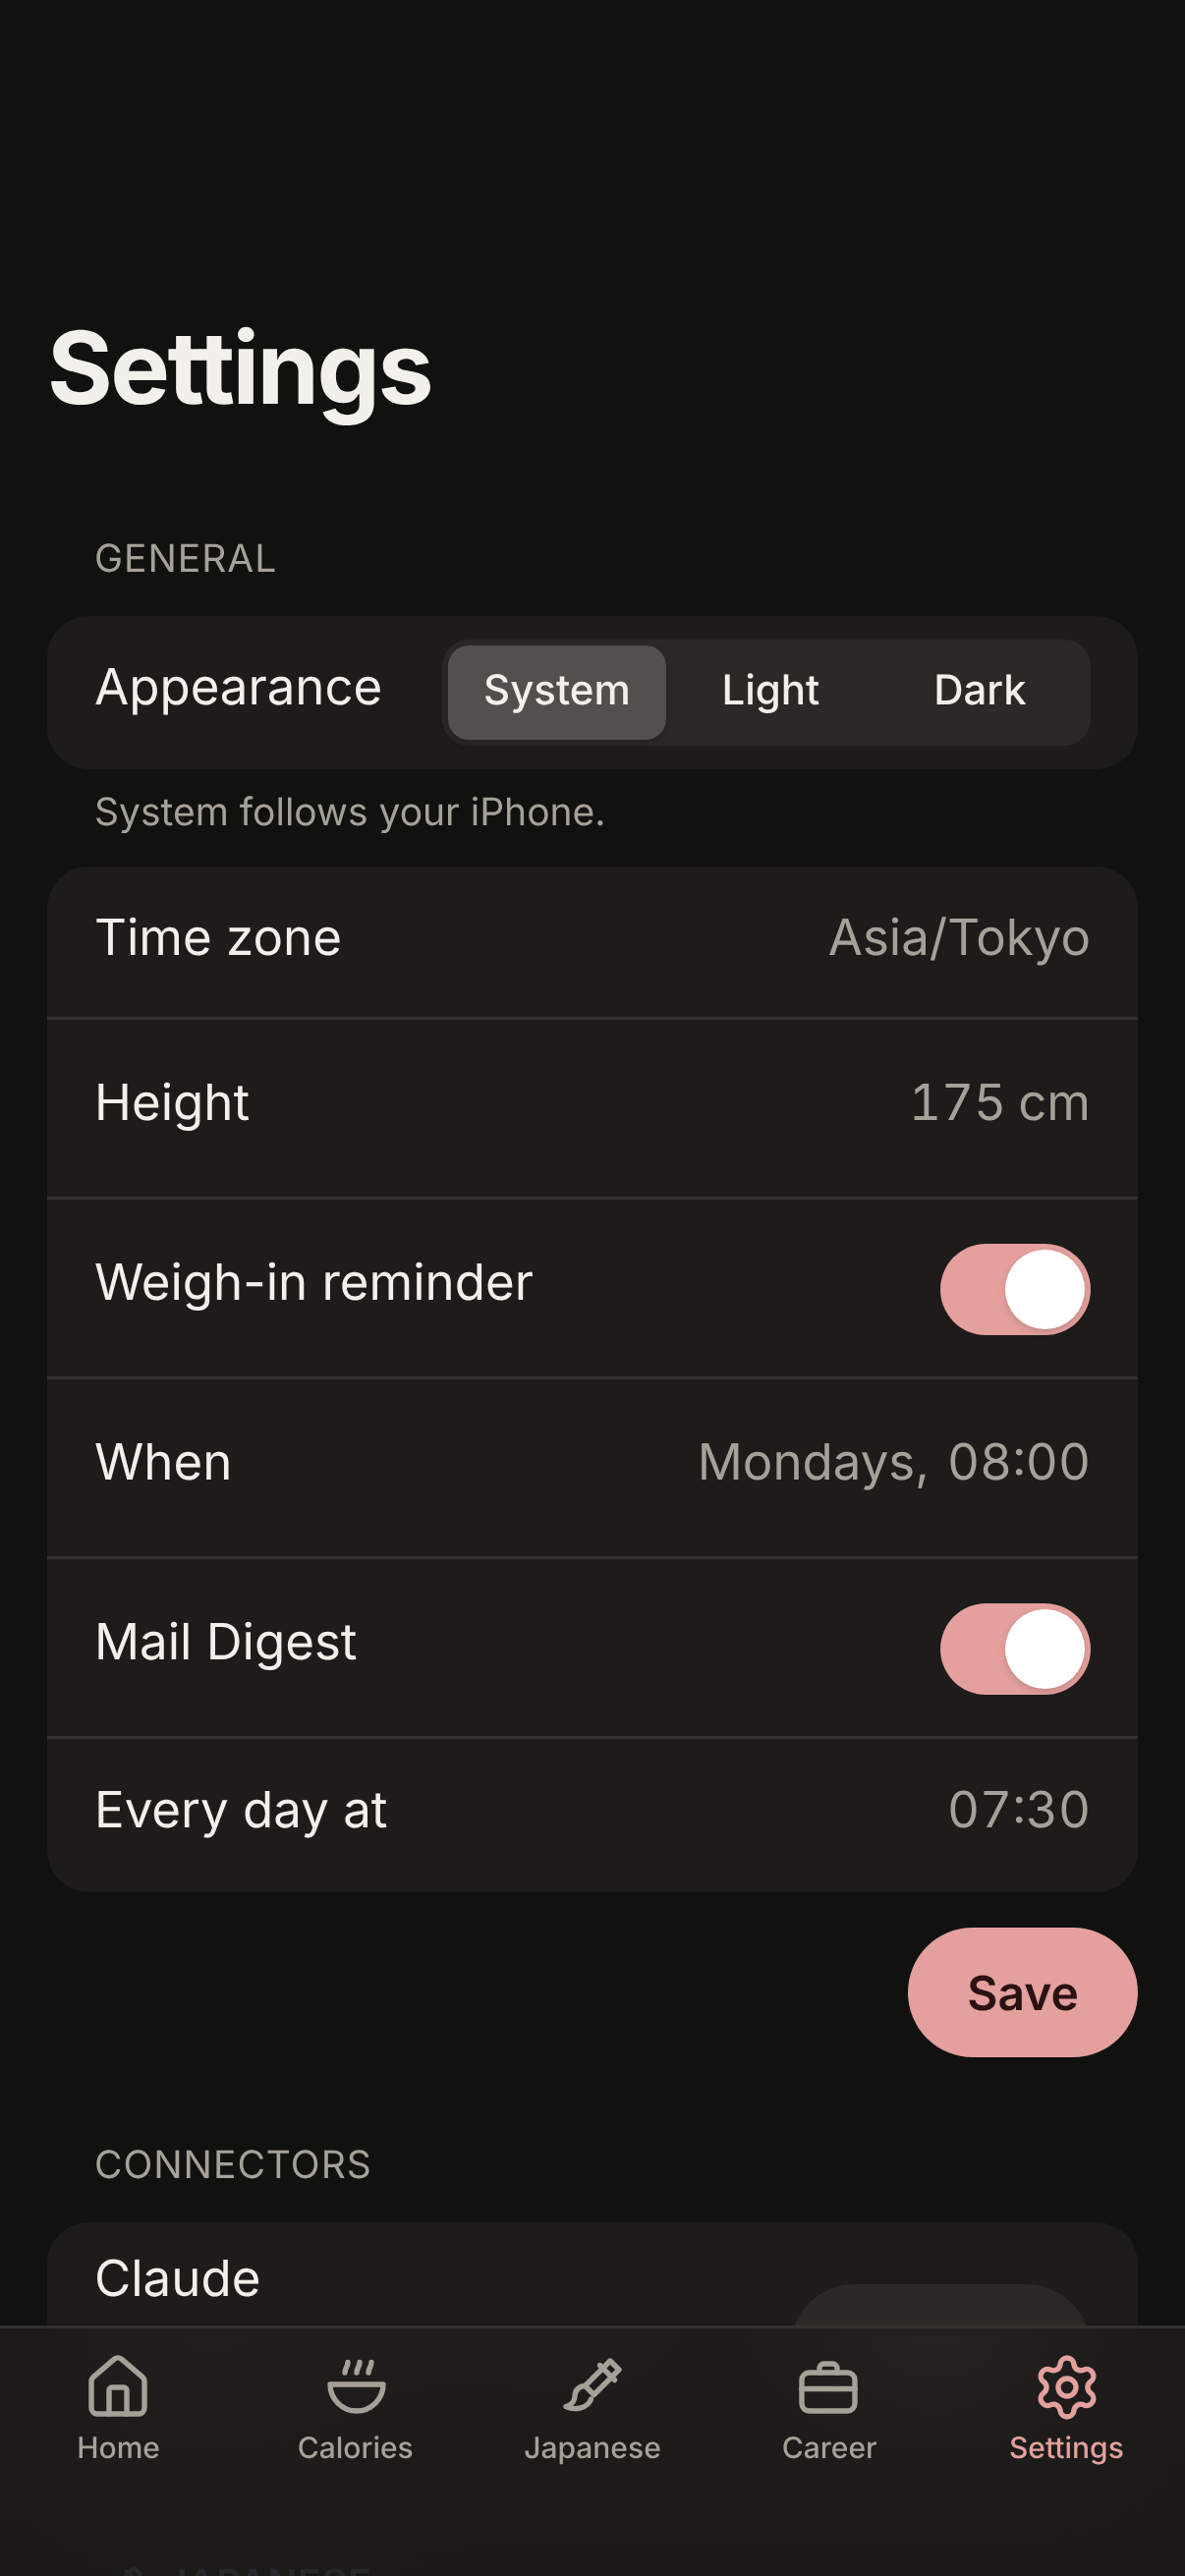 Settings
GENERAL
Appearance System Light Dark
System follows your iPhone.
Time zone Asia/Tokyo
Height 175 cm
Weigh-in reminder
When Mondays, 08:00
Mail Digest
Every day at 07:30
Save
CONNECTORS
Claude
Home Calories Japanese Career Settings
JAPANESE